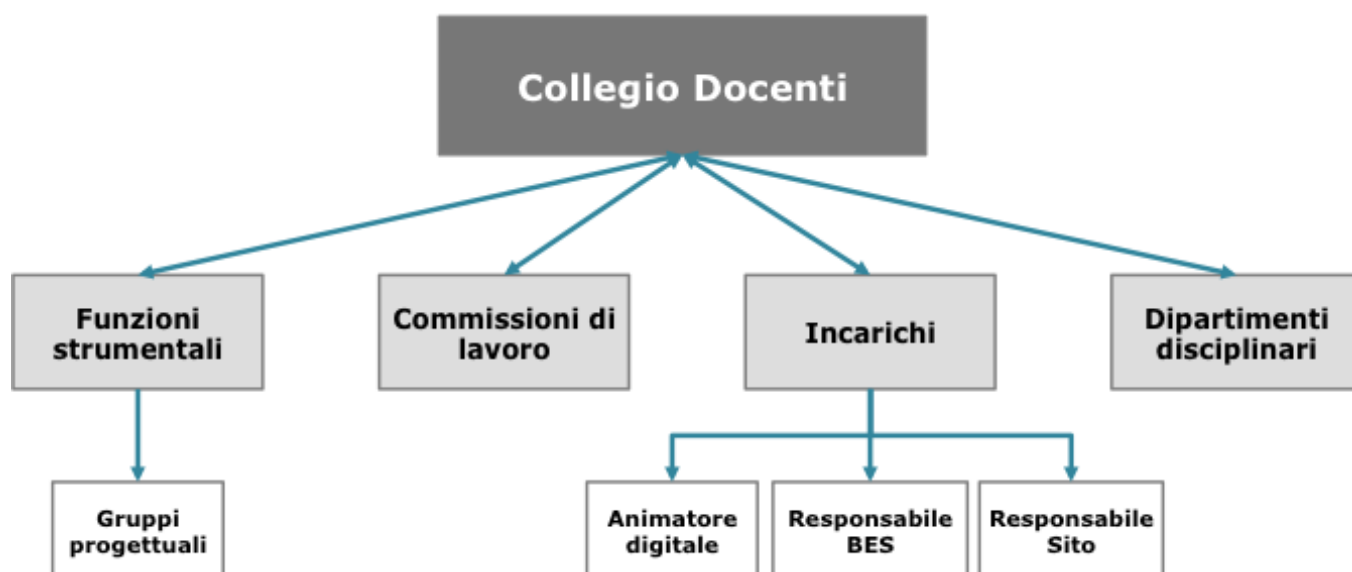 Collegio Docenti
Funzioni
strumentali
Commissioni di
lavoro
Incarichi
Dipartimenti
disciplinari
Gruppi
progettuali
Animatore
digitale
Responsabile
BES
Responsabile
Sito